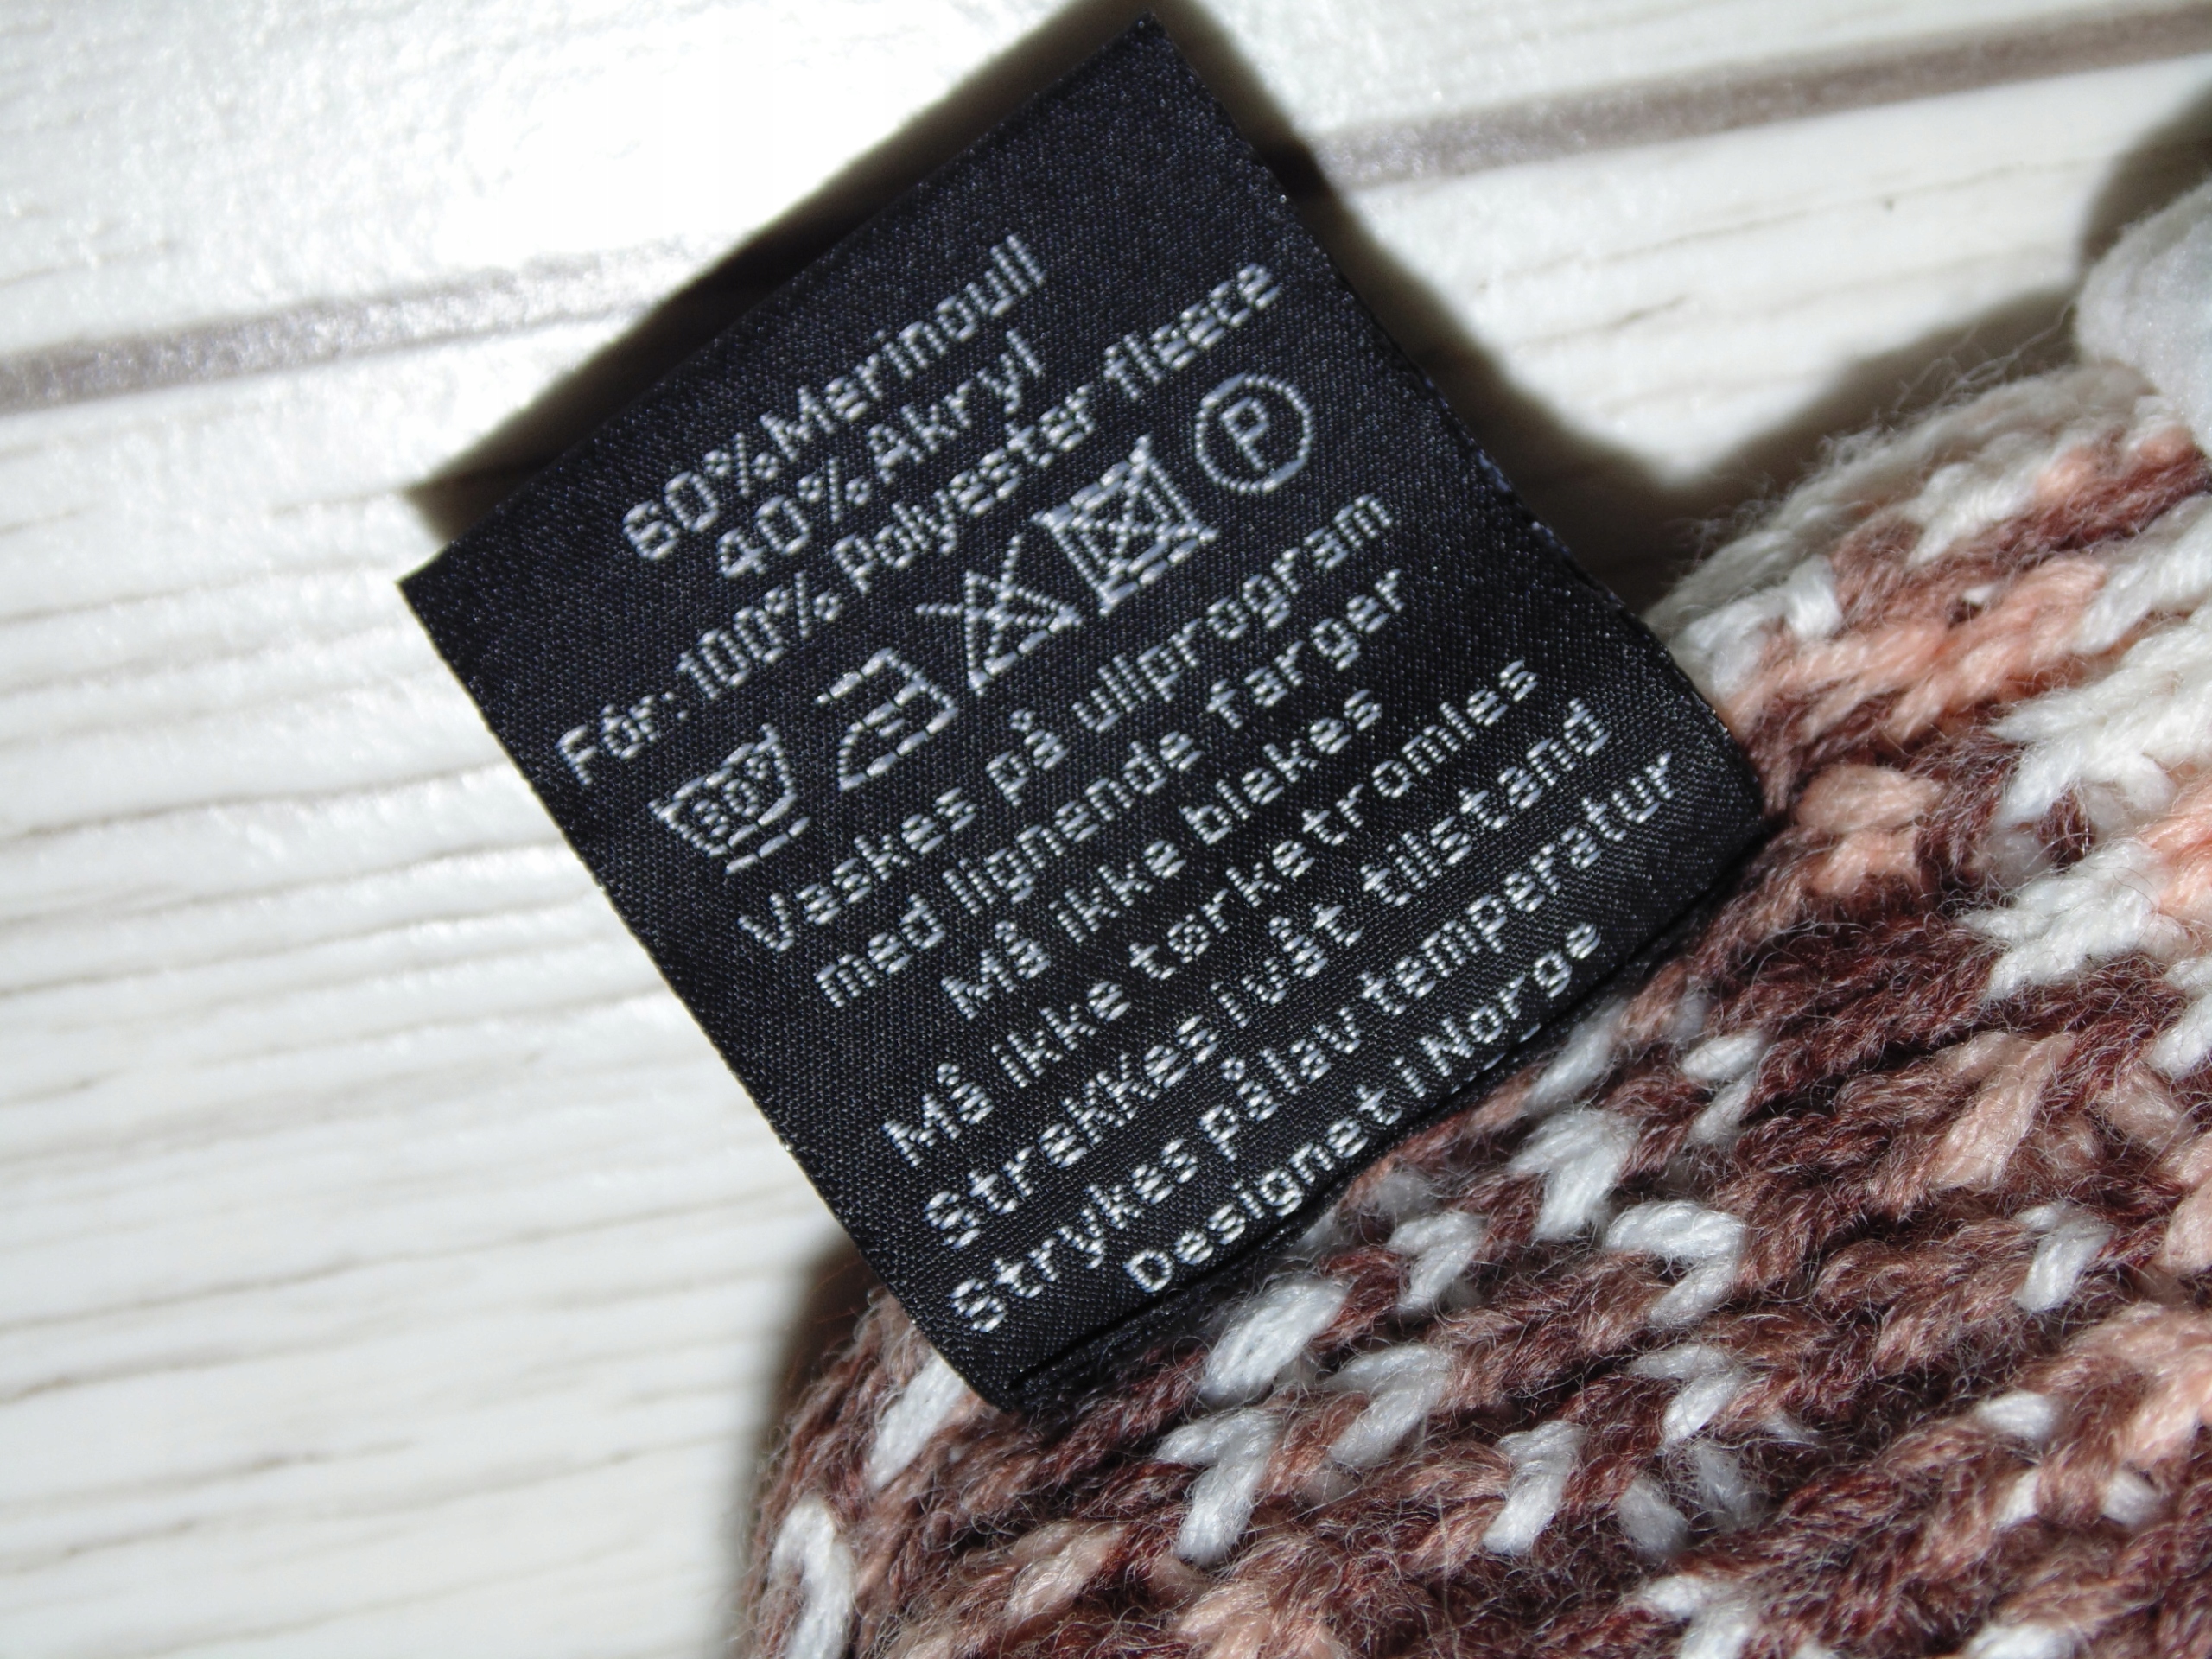 60% Merinoull
40% Akryl
Fór: 100% Polyester fleece
P
Vaskes på ullprogram
med lignende farger
Må ikke blekes
Må ikke tørketromles
Strekkes i våt tilstand
Strykes på lav temperatur
Designet i Norge